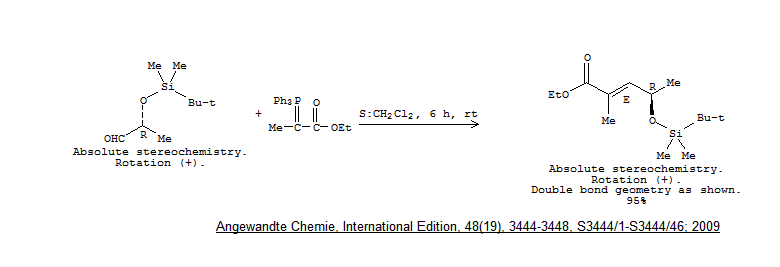 Me Me
Si
O
Bu-t
OHC
R
Me
Absolute stereochemistry.
Rotation (+).
+
Ph3P
O
Me—C—C—OEt
S:CH2Cl2, 6 h, rt
O
EtO
E
R
Me
Me
O
Bu-t
Si
Me Me
Absolute stereochemistry.
Rotation (+).
Double bond geometry as shown.
95%
Angewandte Chemie, International Edition, 48(19), 3444-3448, S3444/1-S3444/46; 2009